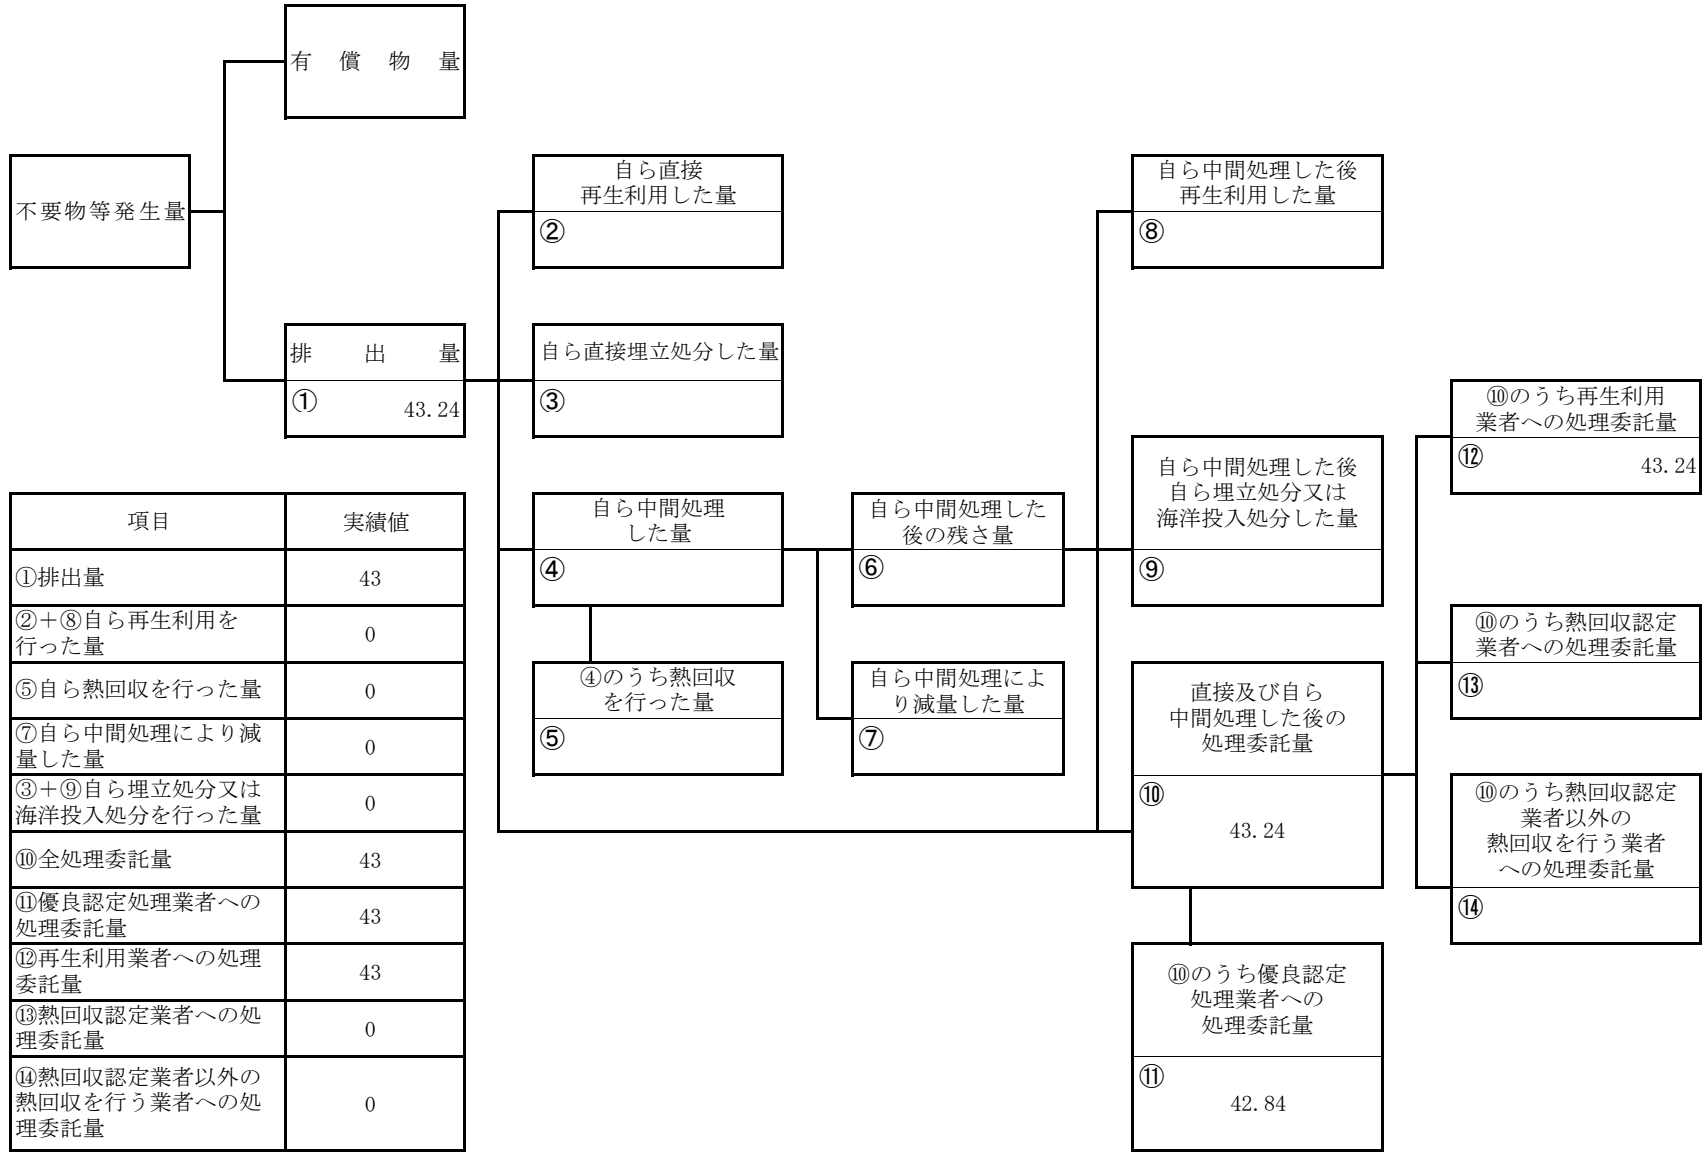 有償物量
不要物等発生量
自ら直接
再生利用した量
②
自ら中間処理した後
再生利用した量
⑧
排出量
① 43.24
自ら直接埋立処分した量
③
⑩のうち再生利用
業者への処理委託量
⑫ 43.24
自ら中間処理した後
自ら埋立処分又は
海洋投入処分した量
⑨
自ら中間処理
した量
④
自ら中間処理した
後の残さ量
⑥
④のうち熱回収
を行った量
⑤
自ら中間処理によ
り減量した量
⑦
直接及び自ら
中間処理した後の
処理委託量
⑩
43.24
⑩のうち熱回収認定
業者への処理委託量
⑬
⑩のうち熱回収認定
業者以外の
熱回収を行う業者
への処理委託量
⑭
⑩のうち優良認定
処理業者への
処理委託量
⑪
42.84
項目 実績値
①排出量 43
②＋⑧自ら再生利用を
行った量 0
⑤自ら熱回収を行った量 0
⑦自ら中間処理により減
量した量 0
③＋⑨自ら埋立処分又は
海洋投入処分を行った量 0
⑩全処理委託量 43
⑪優良認定処理業者への
処理委託量 43
⑫再生利用業者への処理
委託量 43
⑬熱回収認定業者への処
理委託量 0
⑭熱回収認定業者以外の
熱回収を行う業者への処 0
理委託量